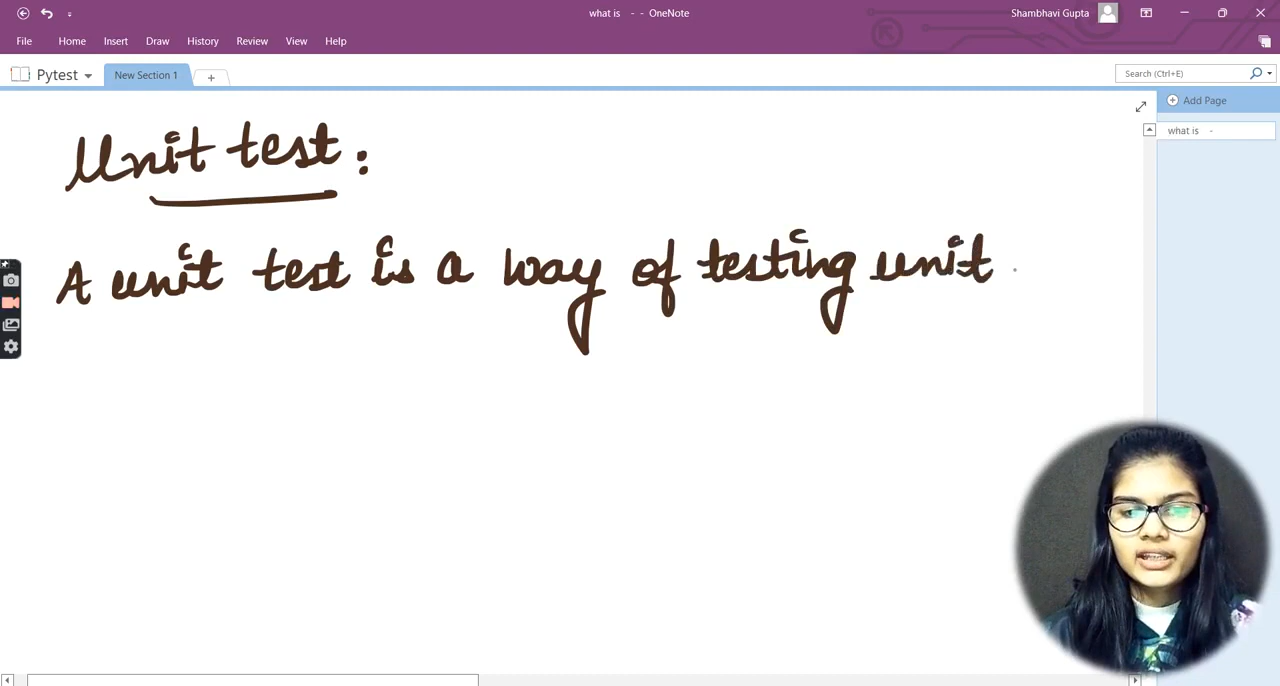 what is - - OneNote
Shambhavi Gupta
File Home Insert Draw History Review View Help
Pytest
New Section 1
+
Search (Ctrl+E)
Add Page
what is -
Unit test :
A unit test is a way of testing unit